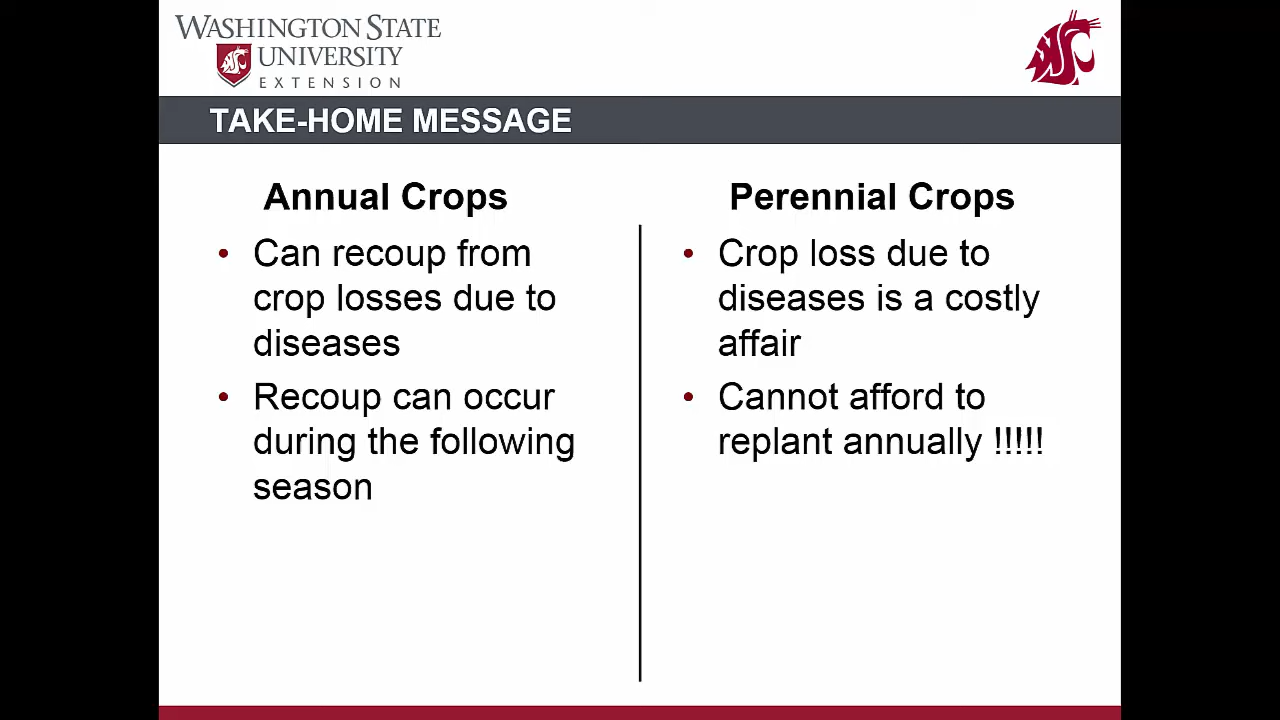 WASHINGTON STATE
UNIVERSITY
EXTENSION
TAKE-HOME MESSAGE
Annual Crops
• Can recoup from
crop losses due to
diseases
• Recoup can occur
during the following
season
Perennial Crops
• Crop loss due to
diseases is a costly
affair
• Cannot afford to
replant annually !!!!!